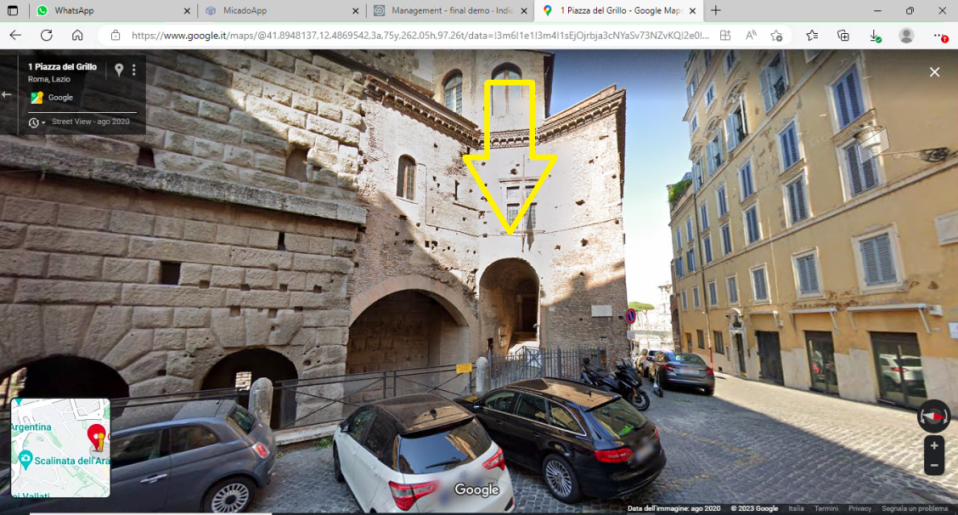 WhatsApp
MicadoApp
Management - final demo - Indic
1 Piazza del Grillo - Google Maps
https://www.google.it/maps/@41.8948137,12.4869542,3a,75y,262.05h,97.26t/data=!3m6!1e1!3m4!1sEjOjrbja3cNYaSv73NZvKQ!2e0!...
1 Piazza del Grillo
Roma, Lazio
Google
Street View - ago 2020
Argentina
Scalinata dell'Ara
ni Vallati
Google
Data dell'immagine: ago 2020 © 2023 Google Italia Termini Privacy Segnala un problema